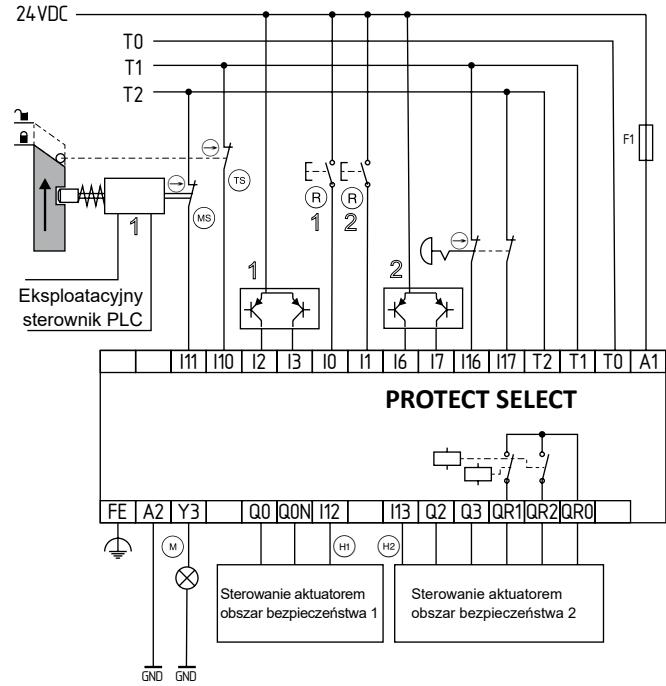 24VDC
T0
T1
T2
F1
TS
MS
R R
1 2
1
1
2
Eksploatacyjny
sterownik PLC
I11 I10 I2 I3 I0 I1 I6 I7 I16 I17 T2 T1 T0 A1
PROTECT SELECT
FE A2 Y3 Q0 Q0N I12 I13 Q2 Q3 QR1 QR2 QR0
M
H1
H2
Sterowanie aktuatorem
obszar bezpieczeństwa 1
Sterowanie aktuatorem
obszar bezpieczeństwa 2
GND GND